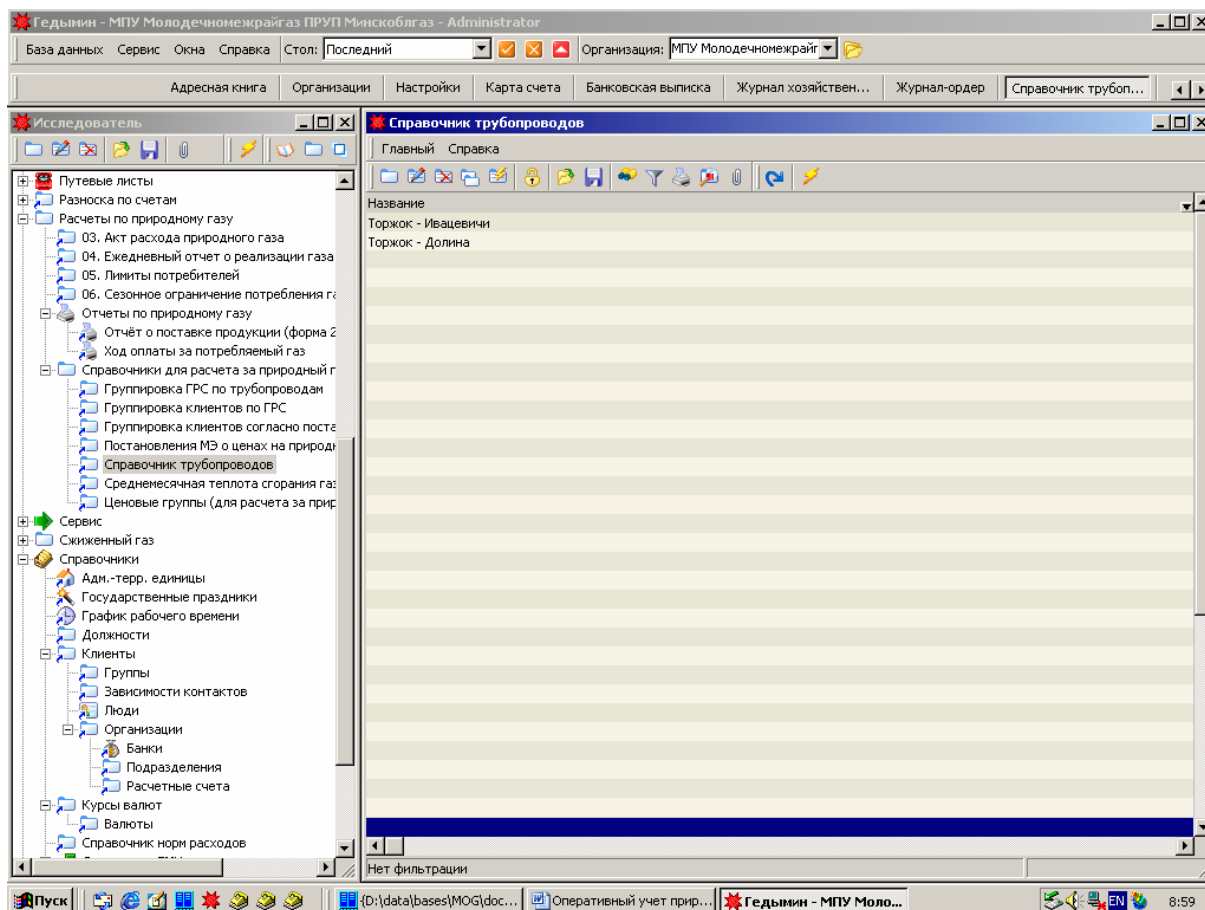 Гедымин - МПУ Молодечномежрайгаз ПРУП Минскоблгаз - Administrator
База данных Сервис Окна Справка Стол: Последний Организация: МПУ Молодечномежрайг
Адресная книга Организации Настройки Карта счета Банковская выписка Журнал хозяйствен... Журнал-ордер Справочник трубоп...
Исследователь
Путевые листы
Разноска по счетам
Расчеты по природному газу
03. Акт расхода природного газа
04. Ежедневный отчет о реализации газа
05. Лимиты потребителей
06. Сезонное ограничение потребления га
Отчеты по природному газу
Отчёт о поставке продукции (форма 2
Ход оплаты за потребляемый газ
Справочники для расчета за природный г
Группировка ГРС по трубопроводам
Группировка клиентов по ГРС
Группировка клиентов согласно поста
Постановления МЭ о ценах на природн
Справочник трубопроводов
Среднемесячная теплота сгорания газ
Ценовые группы (для расчета за прир
Сервис
Сжиженный газ
Справочники
Адм.-терр. единицы
Государственные праздники
График рабочего времени
Должности
Клиенты
Группы
Зависимости контактов
Люди
Организации
Банки
Подразделения
Расчетные счета
Курсы валют
Валюты
Справочник норм расходов
Справочник трубопроводов
Главный Справка
Название
Торжок - Ивацевичи
Торжок - Долина
Нет фильтрации
Пуск {D:\data\bases\MOG\doc... Оперативный учет прир... Гедымин - МПУ Моло... EN 8:59